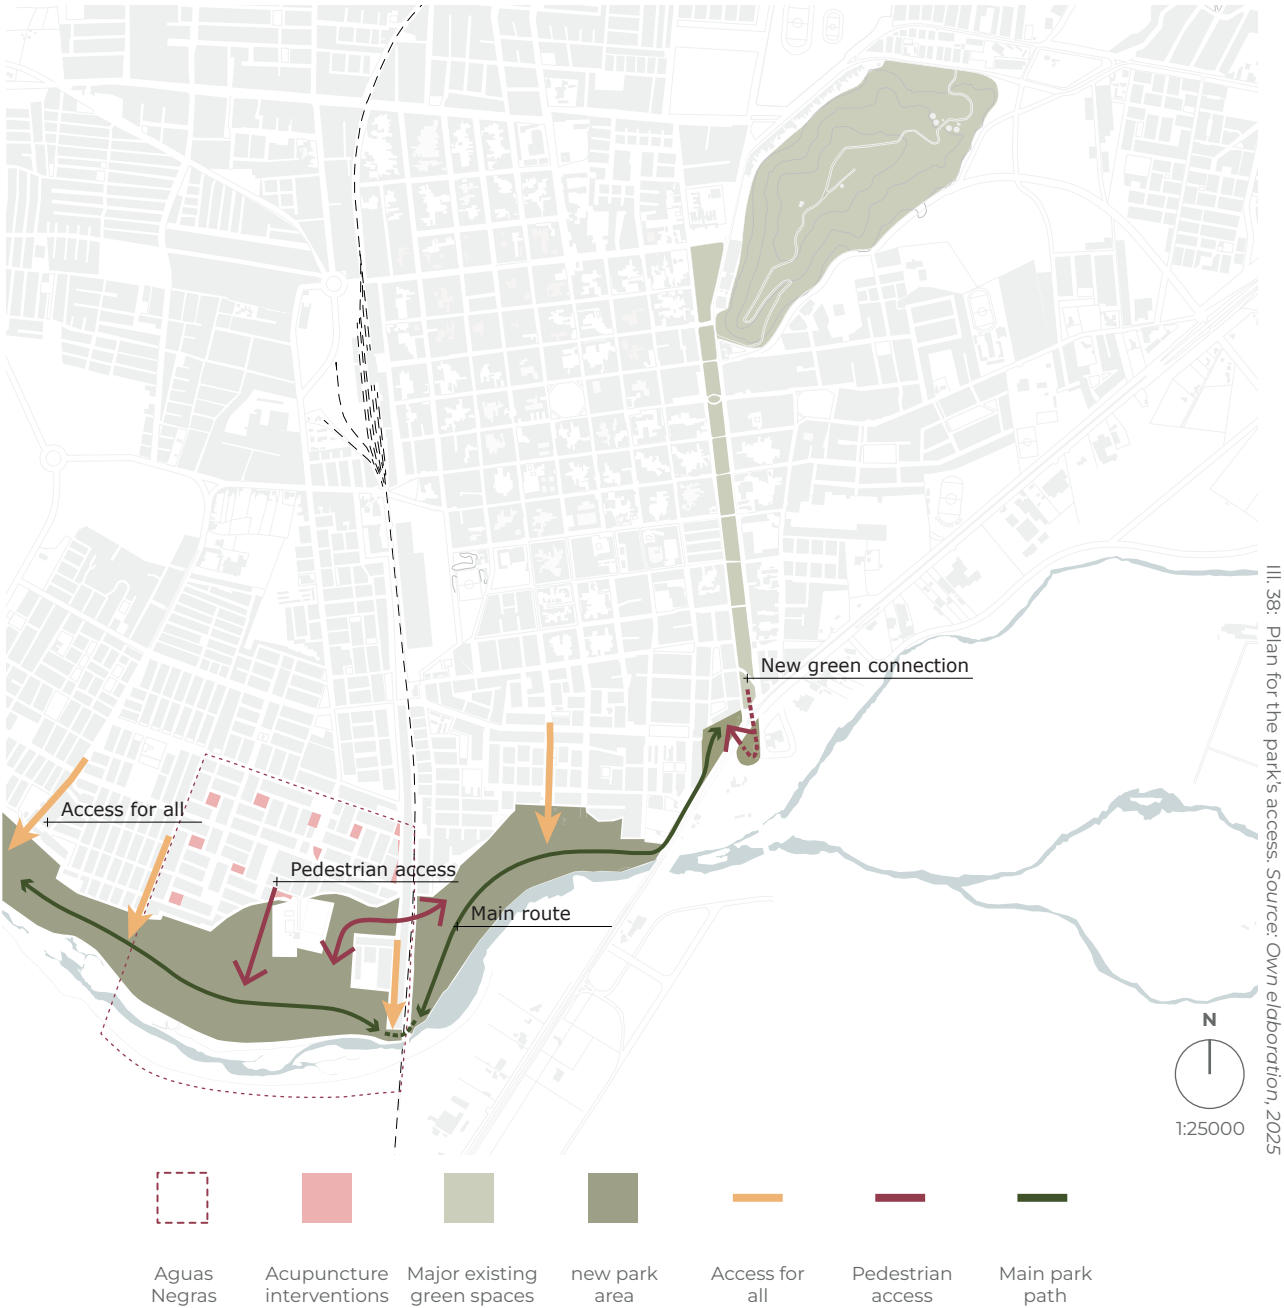 New green connection
Access for all
Pedestrian access
Main route
Ill. 38: Plan for the park's access. Source: Own elaboration, 2025
N
1:25000
Aguas
Negras
Acupuncture
interventions
Major existing
green spaces
new park
area
Access for
all
Pedestrian
access
Main park
path